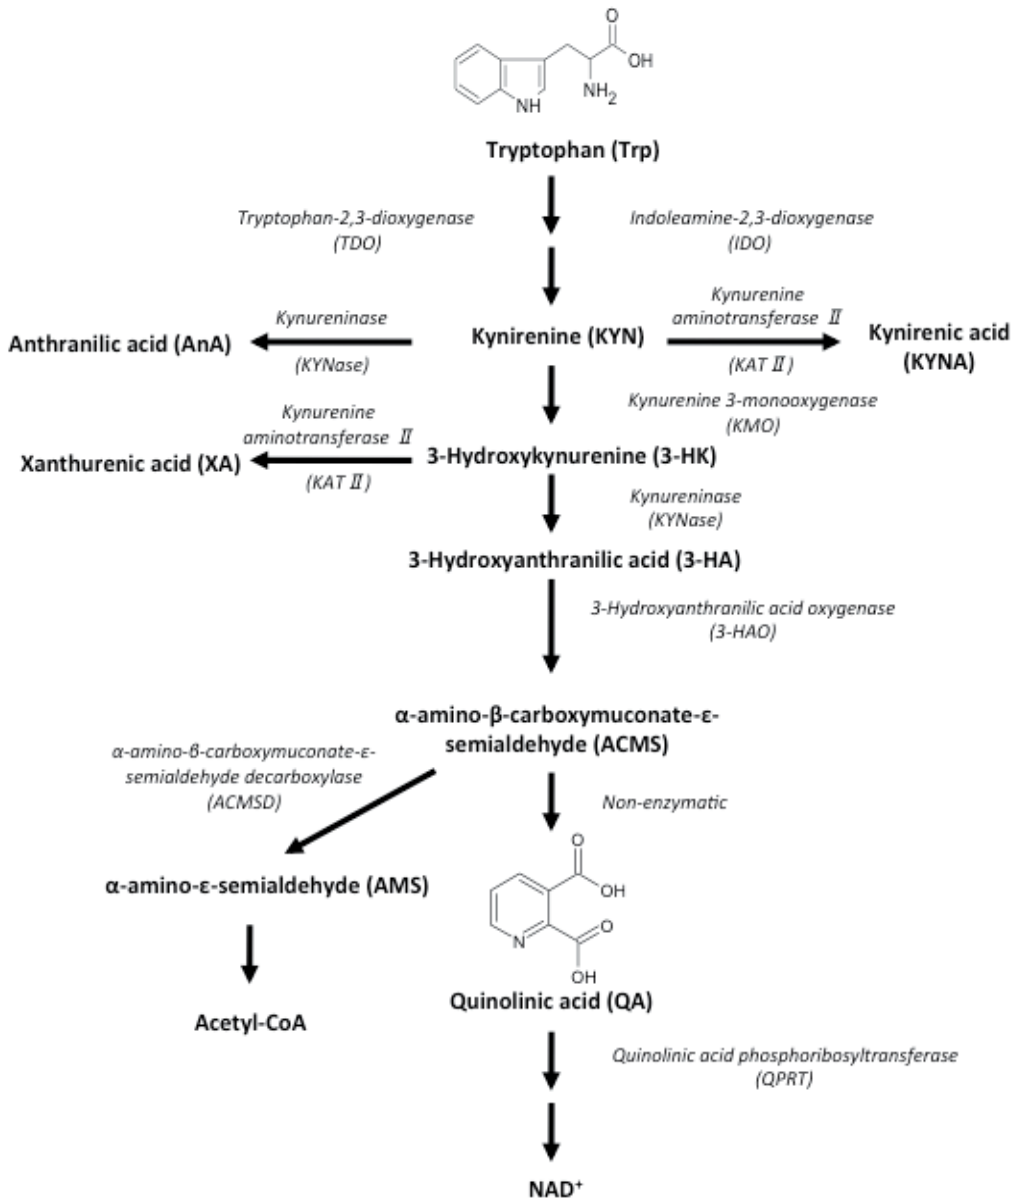 O
OH
NH2
NH
Tryptophan (Trp)
Tryptophan-2,3-dioxygenase
(TDO)
Indoleamine-2,3-dioxygenase
(IDO)
Kynureninase
(KYNase)
Anthranilic acid (AnA)
Kynirenine (KYN)
Kynurenine
aminotransferase Ⅱ
(KAT Ⅱ)
Kynirenic acid
(KYNA)
Kynurenine 3-monooxygenase
(KMO)
Kynurenine
aminotransferase Ⅱ
(KAT Ⅱ)
Xanthurenic acid (XA)
3-Hydroxykynurenine (3-HK)
Kynureninase
(KYNase)
3-Hydroxyanthranilic acid (3-HA)
3-Hydroxyanthranilic acid oxygenase
(3-HAO)
α-amino-β-carboxymuconate-ε-
semialdehyde (ACMS)
α-amino-β-carboxymuconate-ε-
semialdehyde decarboxylase
(ACMSD)
Non-enzymatic
α-amino-ε-semialdehyde (AMS)
O
OH
O
N
OH
Quinolinic acid (QA)
Acetyl-CoA
Quinolinic acid phosphoribosyltransferase
(QPRT)
NAD⁺